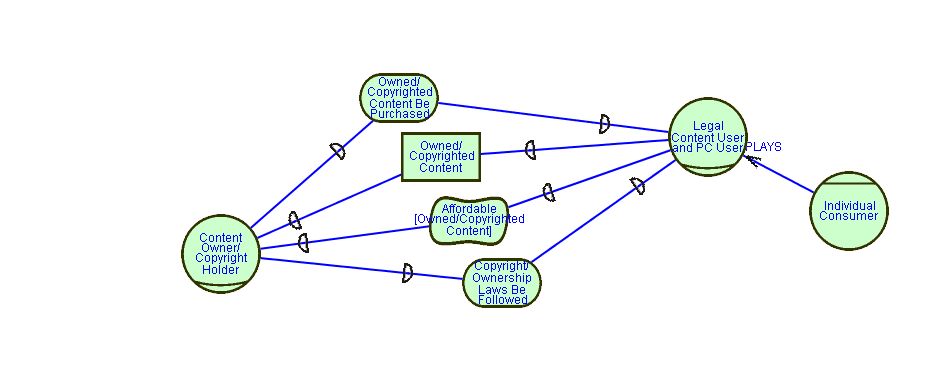 Owned/
Copyrighted
Content Be
Purchased
Owned/
Copyrighted
Content
Affordable
[Owned/Copyrighted
Content]
Copyright/
Ownership
Laws Be
Followed
Content
Owner/
Copyright
Holder
Legal
Content User
and PC User
PLAYS
Individual
Consumer